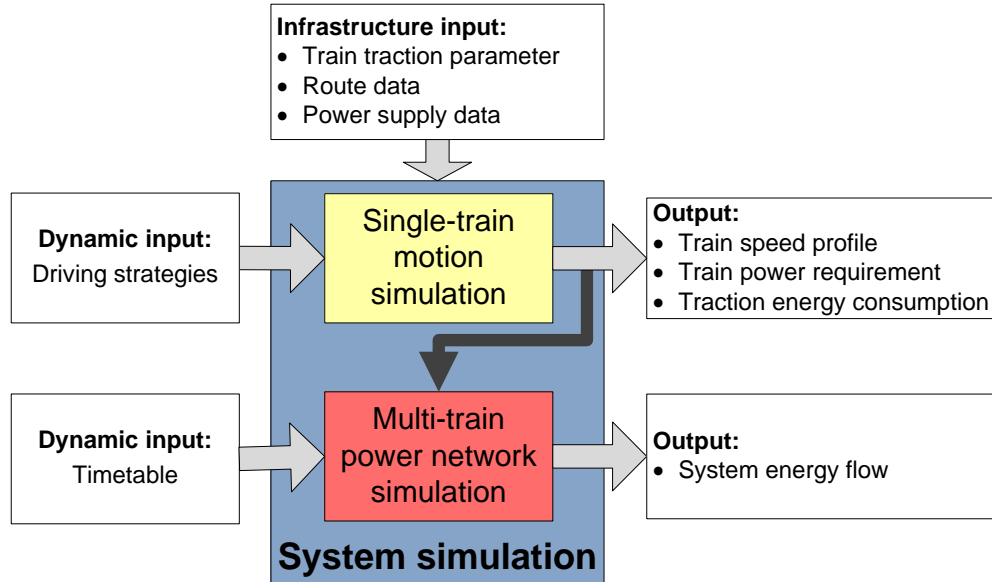 Infrastructure input:
• Train traction parameter
• Route data
• Power supply data
Dynamic input:
Driving strategies
Single-train
motion
simulation
Output:
• Train speed profile
• Train power requirement
• Traction energy consumption
Dynamic input:
Timetable
Multi-train
power network
simulation
Output:
• System energy flow
System simulation